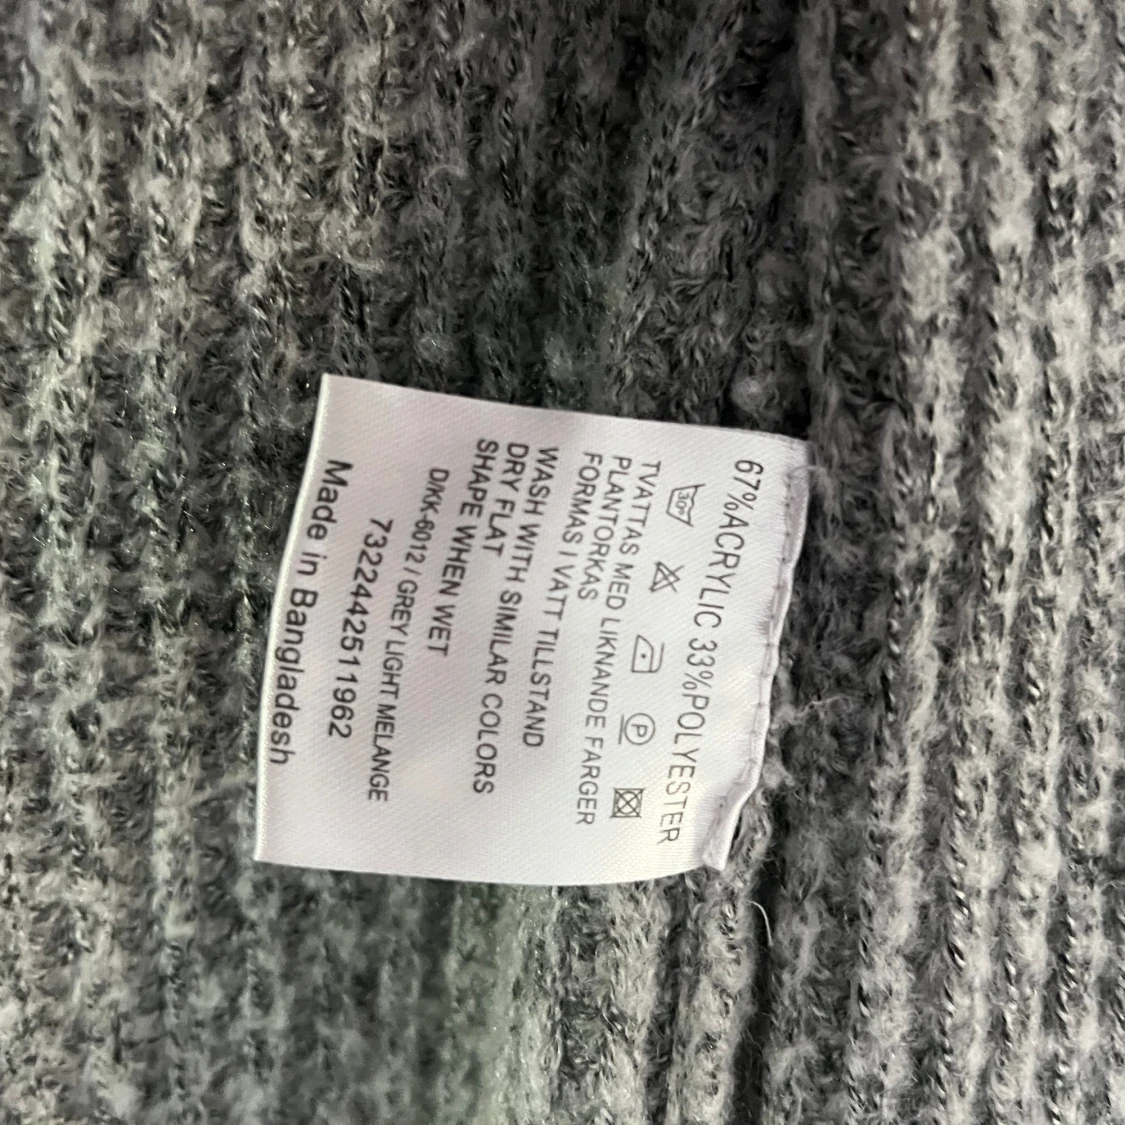 67%ACRYLIC 33%POLYESTER
30° P
TVATTAS MED LIKNANDE FARGER
PLANTORKAS
FORMAS I VATT TILLSTAND
WASH WITH SIMILAR COLORS
DRY FLAT
SHAPE WHEN WET
D/KK-6012 / GREY LIGHT MELANGE
7322442511962
Made in Bangladesh